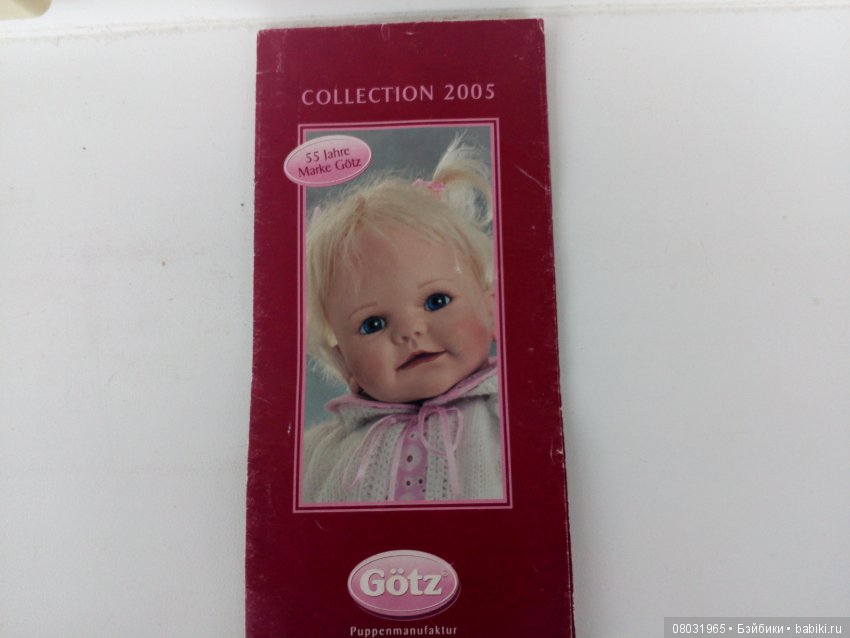 COLLECTION 2005
55 Jahre
Marke Götz
Götz
Puppenmanufaktur
08031965 • Бэйбики • babiki.ru